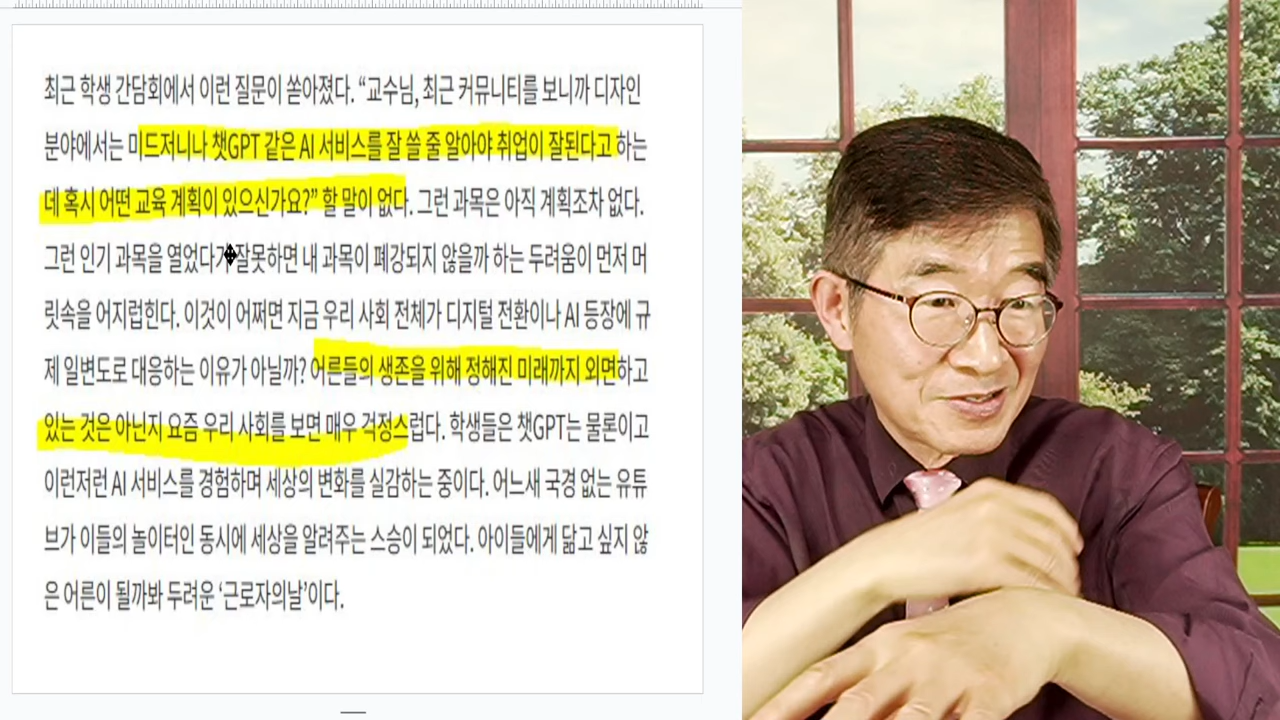 최근 학생 간담회에서 이런 질문이 쏟아졌다. “교수님, 최근 커뮤니티를 보니까 디자인
분야에서는 미드저니나 챗GPT 같은 AI 서비스를 잘 쓸 줄 알아야 취업이 잘된다고 하는
데 혹시 어떤 교육 계획이 있으신가요?” 할 말이 없다. 그런 과목은 아직 계획조차 없다.
그런 인기 과목을 열었다가 잘못하면 내 과목이 폐강되지 않을까 하는 두려움이 먼저 머
릿속을 어지럽힌다. 이것이 어쩌면 지금 우리 사회 전체가 디지털 전환이나 AI 등장에 규
제 일변도로 대응하는 이유가 아닐까? 어른들의 생존을 위해 정해진 미래까지 외면하고
있는 것은 아닌지 요즘 우리 사회를 보면 매우 걱정스럽다. 학생들은 챗GPT는 물론이고
이런저런 AI 서비스를 경험하며 세상의 변화를 실감하는 중이다. 어느새 국경 없는 유튜
브가 이들의 놀이터인 동시에 세상을 알려주는 스승이 되었다. 아이들에게 닮고 싶지 않
은 어른이 될까봐 두려운 ‘근로자의날’이다.